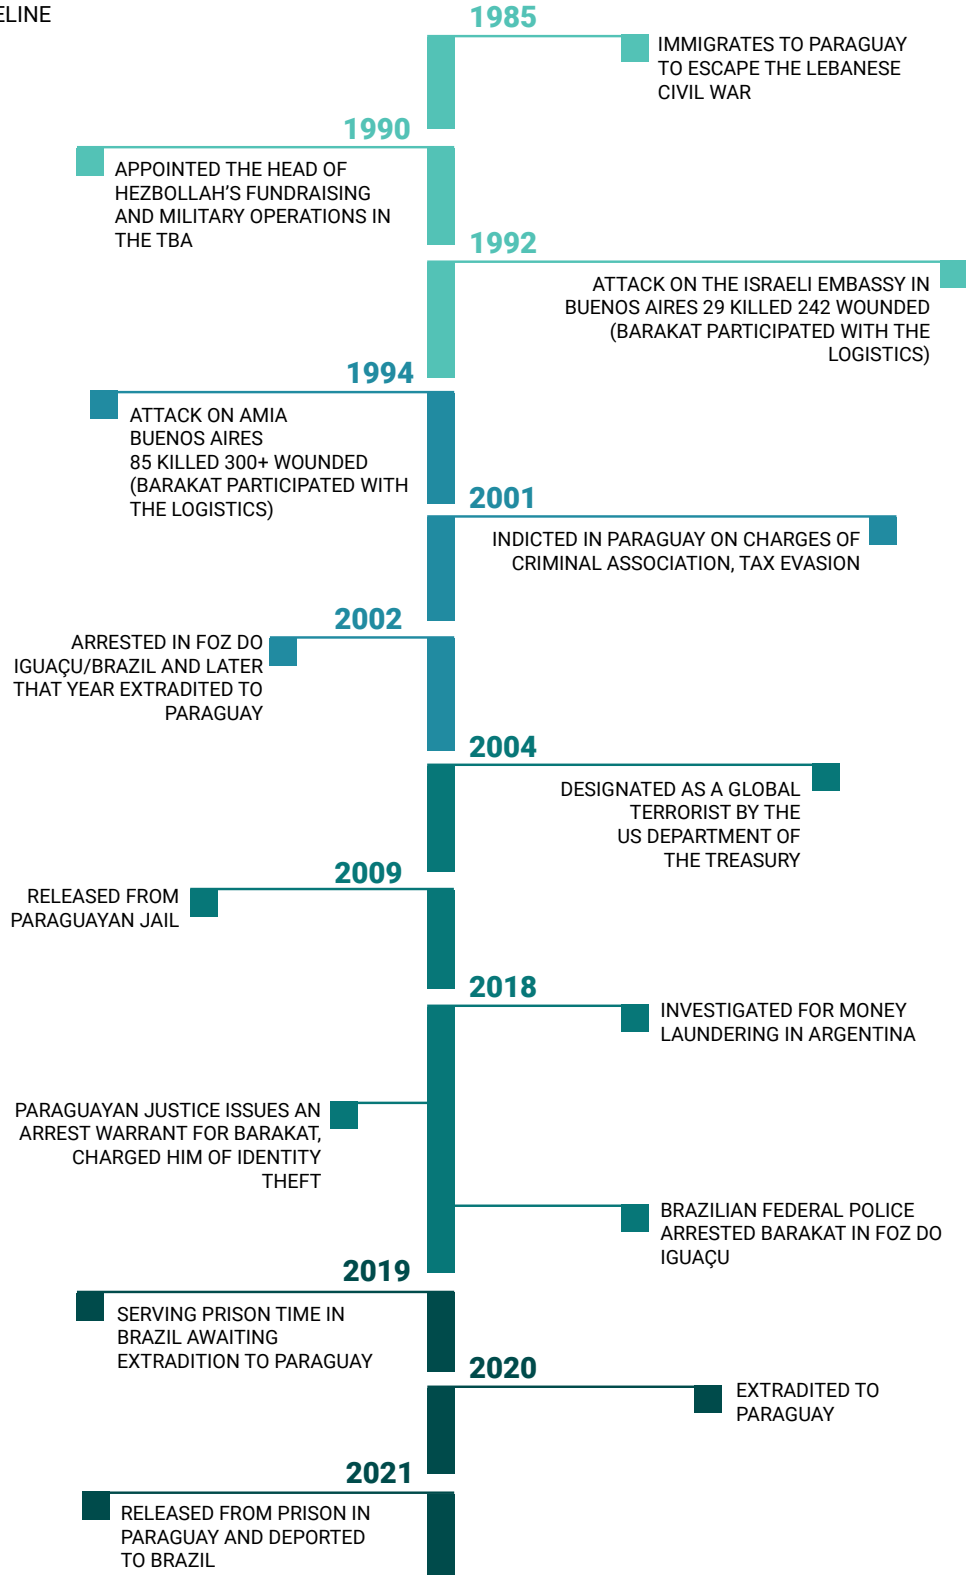 1985
IMMIGRATES TO PARAGUAY
TO ESCAPE THE LEBANESE
CIVIL WAR
1990
APPOINTED THE HEAD OF
HEZBOLLAH’S FUNDRAISING
AND MILITARY OPERATIONS IN
THE TBA
1992
ATTACK ON THE ISRAELI EMBASSY IN
BUENOS AIRES 29 KILLED 242 WOUNDED
(BARAKAT PARTICIPATED WITH THE
LOGISTICS)
1994
ATTACK ON AMIA
BUENOS AIRES
85 KILLED 300+ WOUNDED
(BARAKAT PARTICIPATED WITH
THE LOGISTICS)
2001
INDICTED IN PARAGUAY ON CHARGES OF
CRIMINAL ASSOCIATION, TAX EVASION
2002
ARRESTED IN FOZ DO
IGUAÇU/BRAZIL AND LATER
THAT YEAR EXTRADITED TO
PARAGUAY
2004
DESIGNATED AS A GLOBAL
TERRORIST BY THE
US DEPARTMENT OF
THE TREASURY
2009
RELEASED FROM
PARAGUAYAN JAIL
2018
INVESTIGATED FOR MONEY
LAUNDERING IN ARGENTINA
PARAGUAYAN JUSTICE ISSUES AN
ARREST WARRANT FOR BARAKAT,
CHARGED HIM OF IDENTITY
THEFT
BRAZILIAN FEDERAL POLICE
ARRESTED BARAKAT IN FOZ DO
IGUAÇU
2019
SERVING PRISON TIME IN
BRAZIL AWAITING
EXTRADITION TO PARAGUAY
2020
EXTRADITED TO
PARAGUAY
2021
RELEASED FROM PRISON IN
PARAGUAY AND DEPORTED
TO BRAZIL